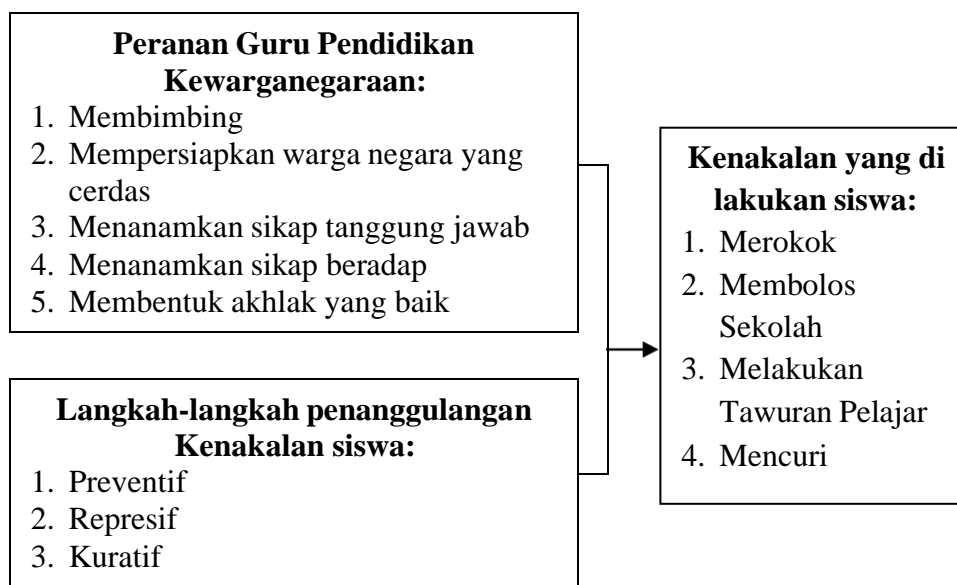 Peranan Guru Pendidikan
Kewarganegaraan:
1. Membimbing
2. Mempersiapkan warga negara yang
cerdas
3. Menanamkan sikap tanggung jawab
4. Menanamkan sikap beradap
5. Membentuk akhlak yang baik
Langkah-langkah penanggulangan
Kenakalan siswa:
1. Preventif
2. Represif
3. Kuratif
Kenakalan yang di
lakukan siswa:
1. Merokok
2. Membolos
Sekolah
3. Melakukan
Tawuran Pelajar
4. Mencuri